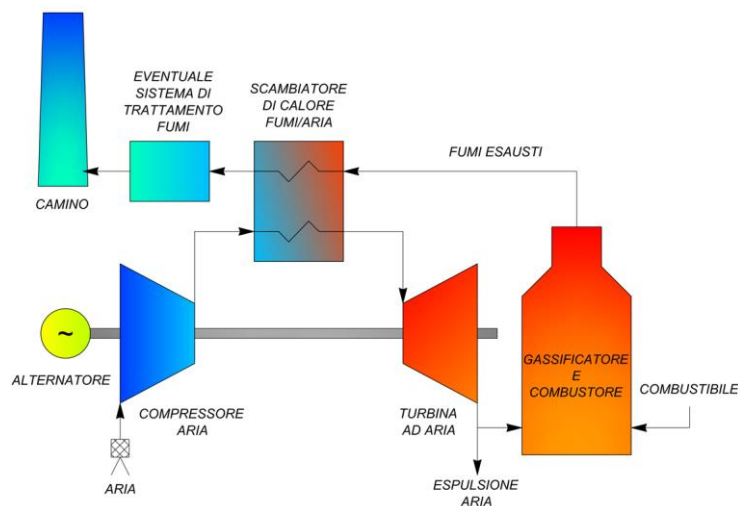 EVENTUALE
SISTEMA DI
TRATTAMENTO
FUMI
SCAMBIATORE
DI CALORE
FUMI/ARIA
FUMI ESAUSTI
CAMINO
~
ALTERNATORE
COMPRESSORE
ARIA
ARIA
TURBINA
AD ARIA
ESPULSIONE
ARIA
GASSIFICATORE
E
COMBUSTORE
COMBUSTIBILE